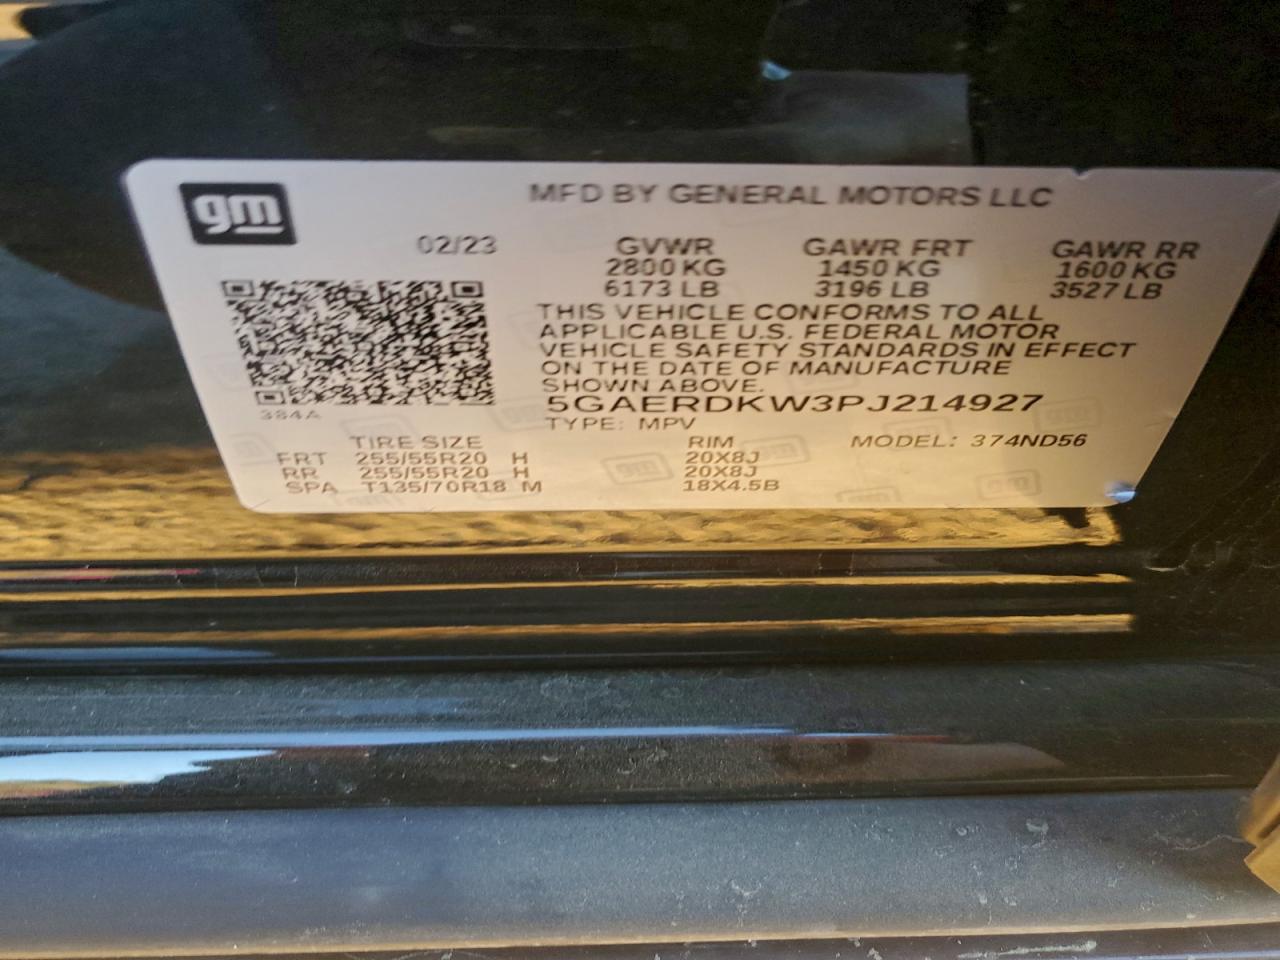 gm
MFD BY GENERAL MOTORS LLC
02/23
GVWR GAWR FRT GAWR RR
2800 KG 1450 KG 1600 KG
6173 LB 3196 LB 3527 LB
THIS VEHICLE CONFORMS TO ALL
APPLICABLE U.S. FEDERAL MOTOR
VEHICLE SAFETY STANDARDS IN EFFECT
ON THE DATE OF MANUFACTURE
SHOWN ABOVE.
384A
5GAERDKW3PJ214927
TYPE: MPV
TIRE SIZE RIM MODEL: 374ND56
FRT 255/55R20 H 20X8J
RR 255/55R20 H 20X8J
SPA T135/70R18 M 18X4.5B